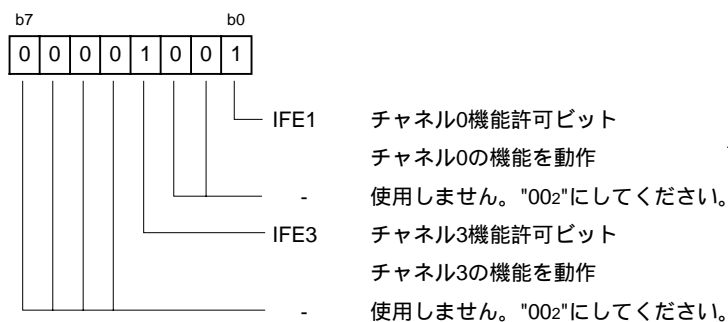 b7 b0
0 0 0 0 1 0 0 1
IFE1 チャネル0機能許可ビット
チャネル0の機能を動作
- 使用しません。"002"にしてください。
IFE3 チャネル3機能許可ビット
チャネル3の機能を動作
- 使用しません。"002"にしてください。